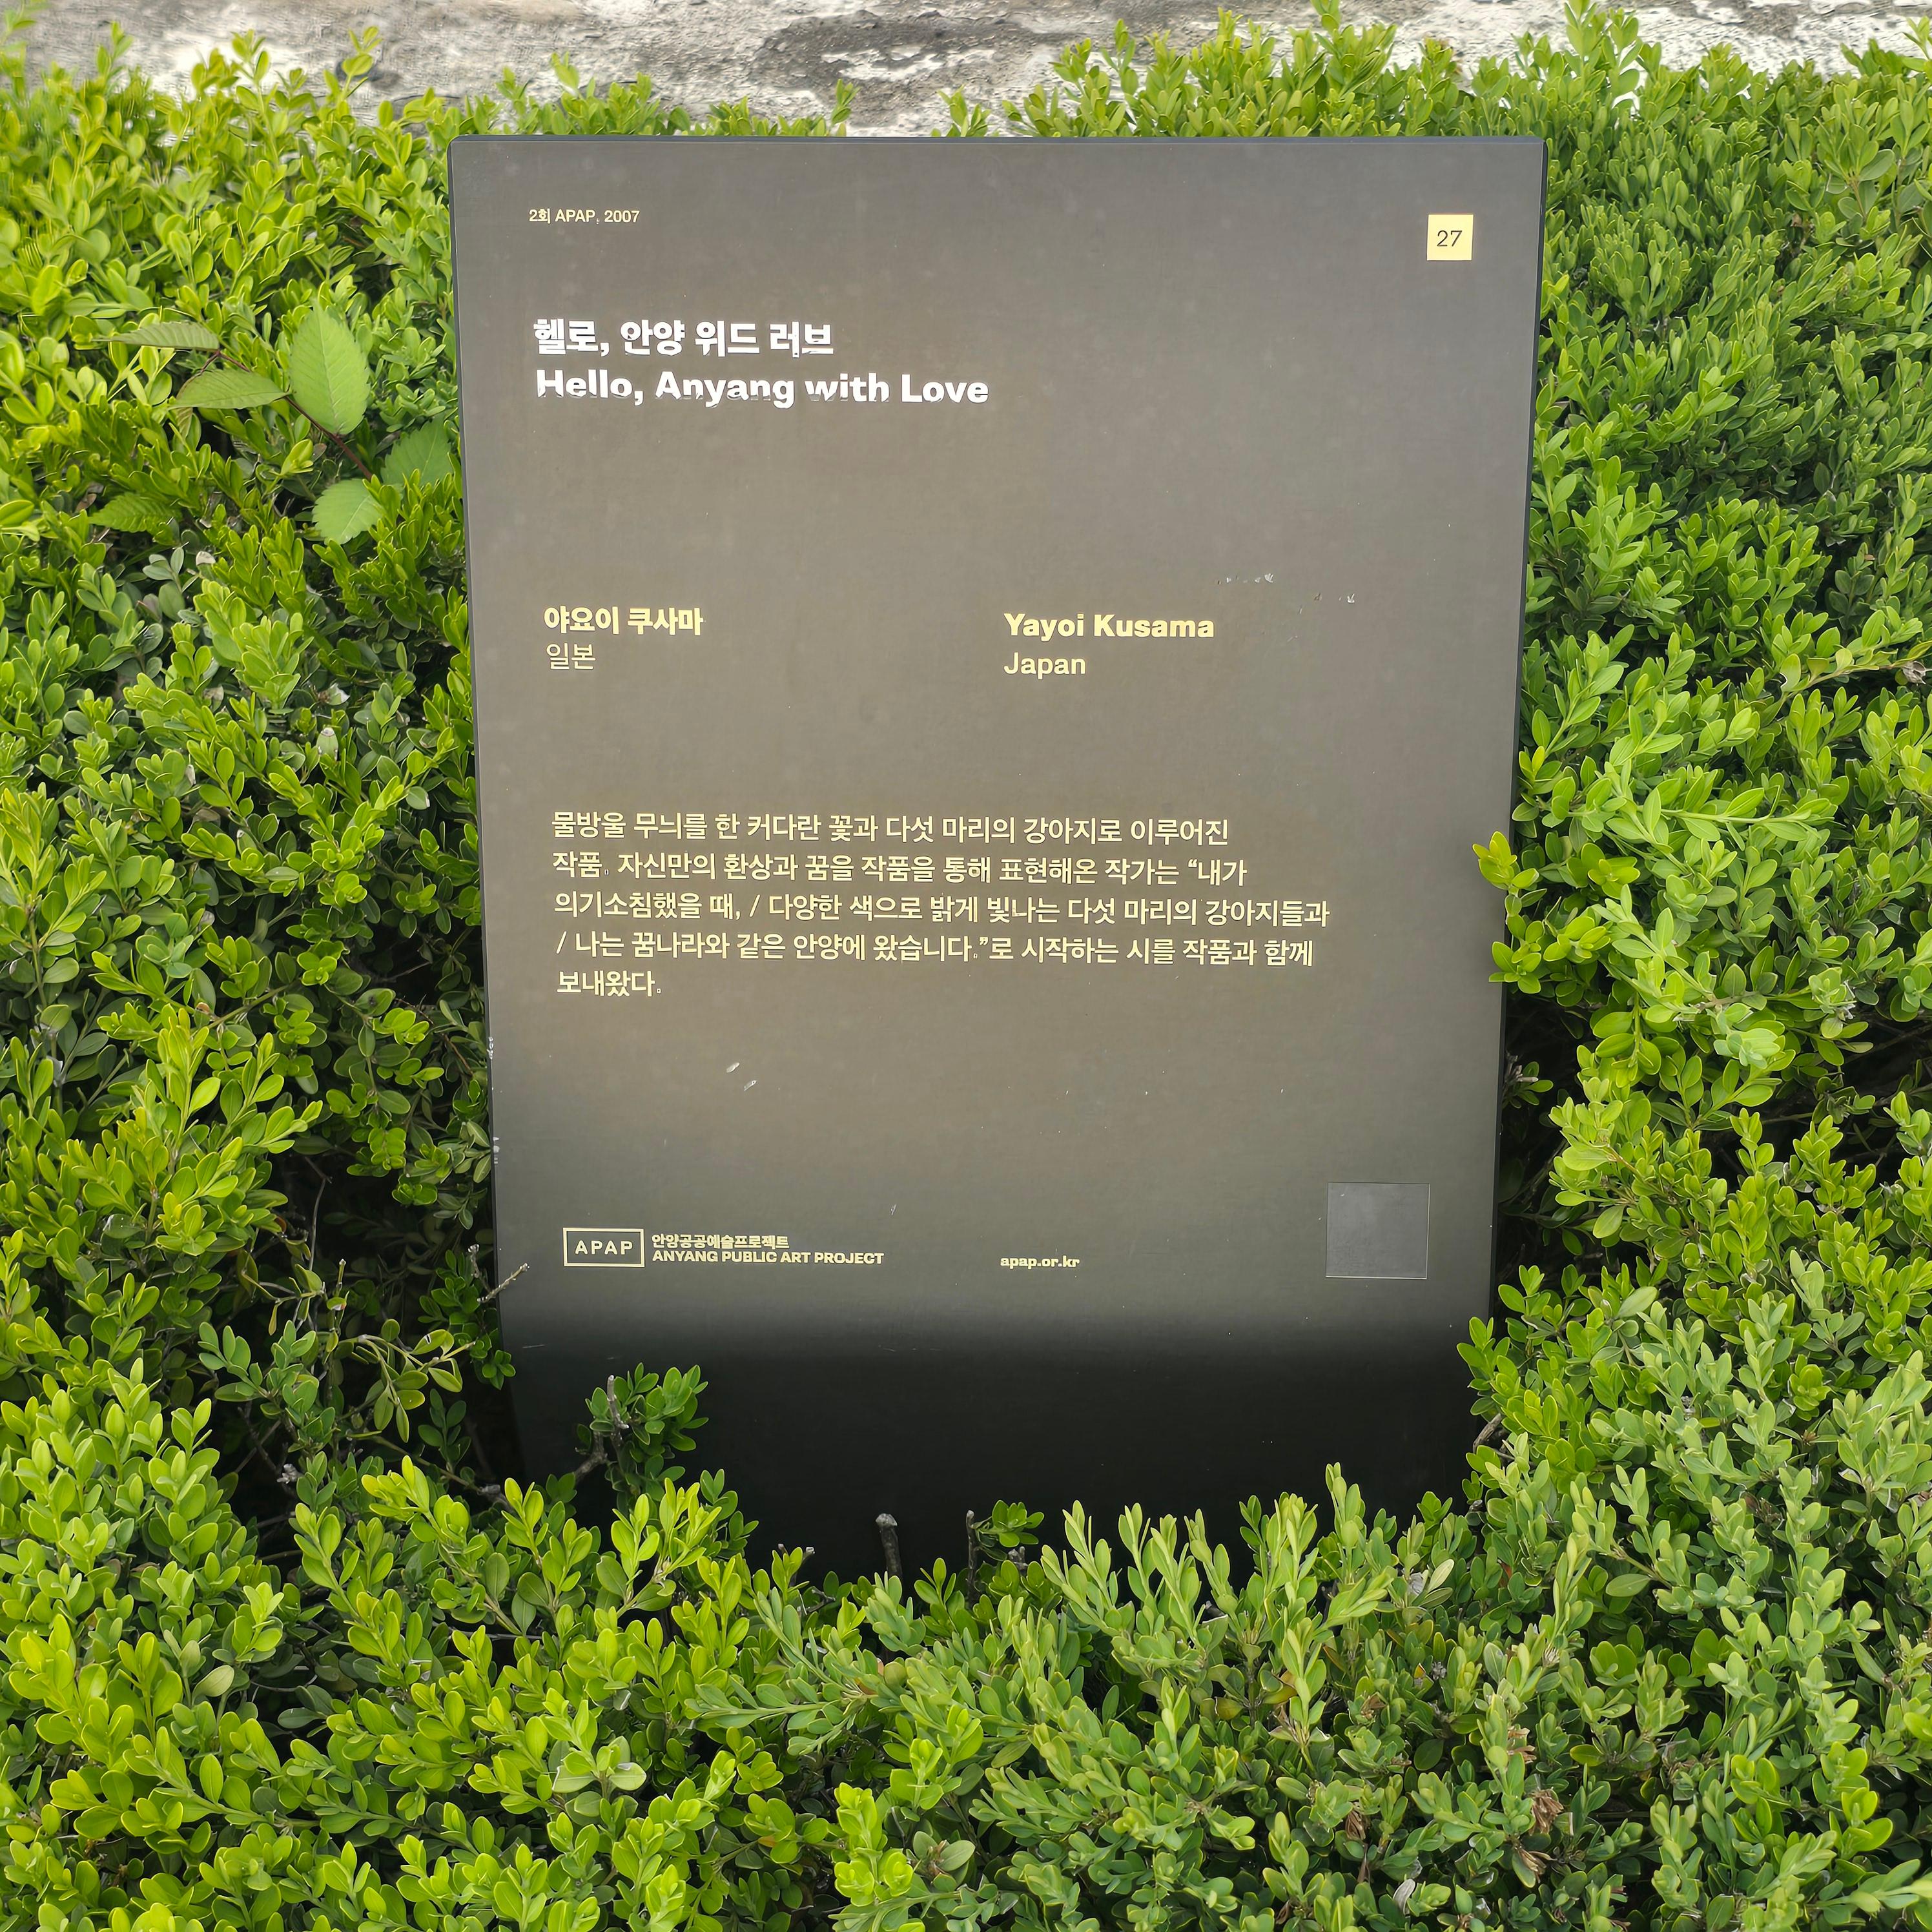 2회 APAP, 2007
27
헬로, 안양 위드 러브
Hello, Anyang with Love
야요이 쿠사마
일본
Yayoi Kusama
Japan
물방울 무늬를 한 커다란 꽃과 다섯 마리의 강아지로 이루어진
작품. 자신만의 환상과 꿈을 작품을 통해 표현해온 작가는 “내가
의기소침했을 때, / 다양한 색으로 밝게 빛나는 다섯 마리의 강아지들과
/ 나는 꿈나라와 같은 안양에 왔습니다.”로 시작하는 시를 작품과 함께
보내왔다.
APAP
안양공공예술프로젝트
ANYANG PUBLIC ART PROJECT
apap.or.kr